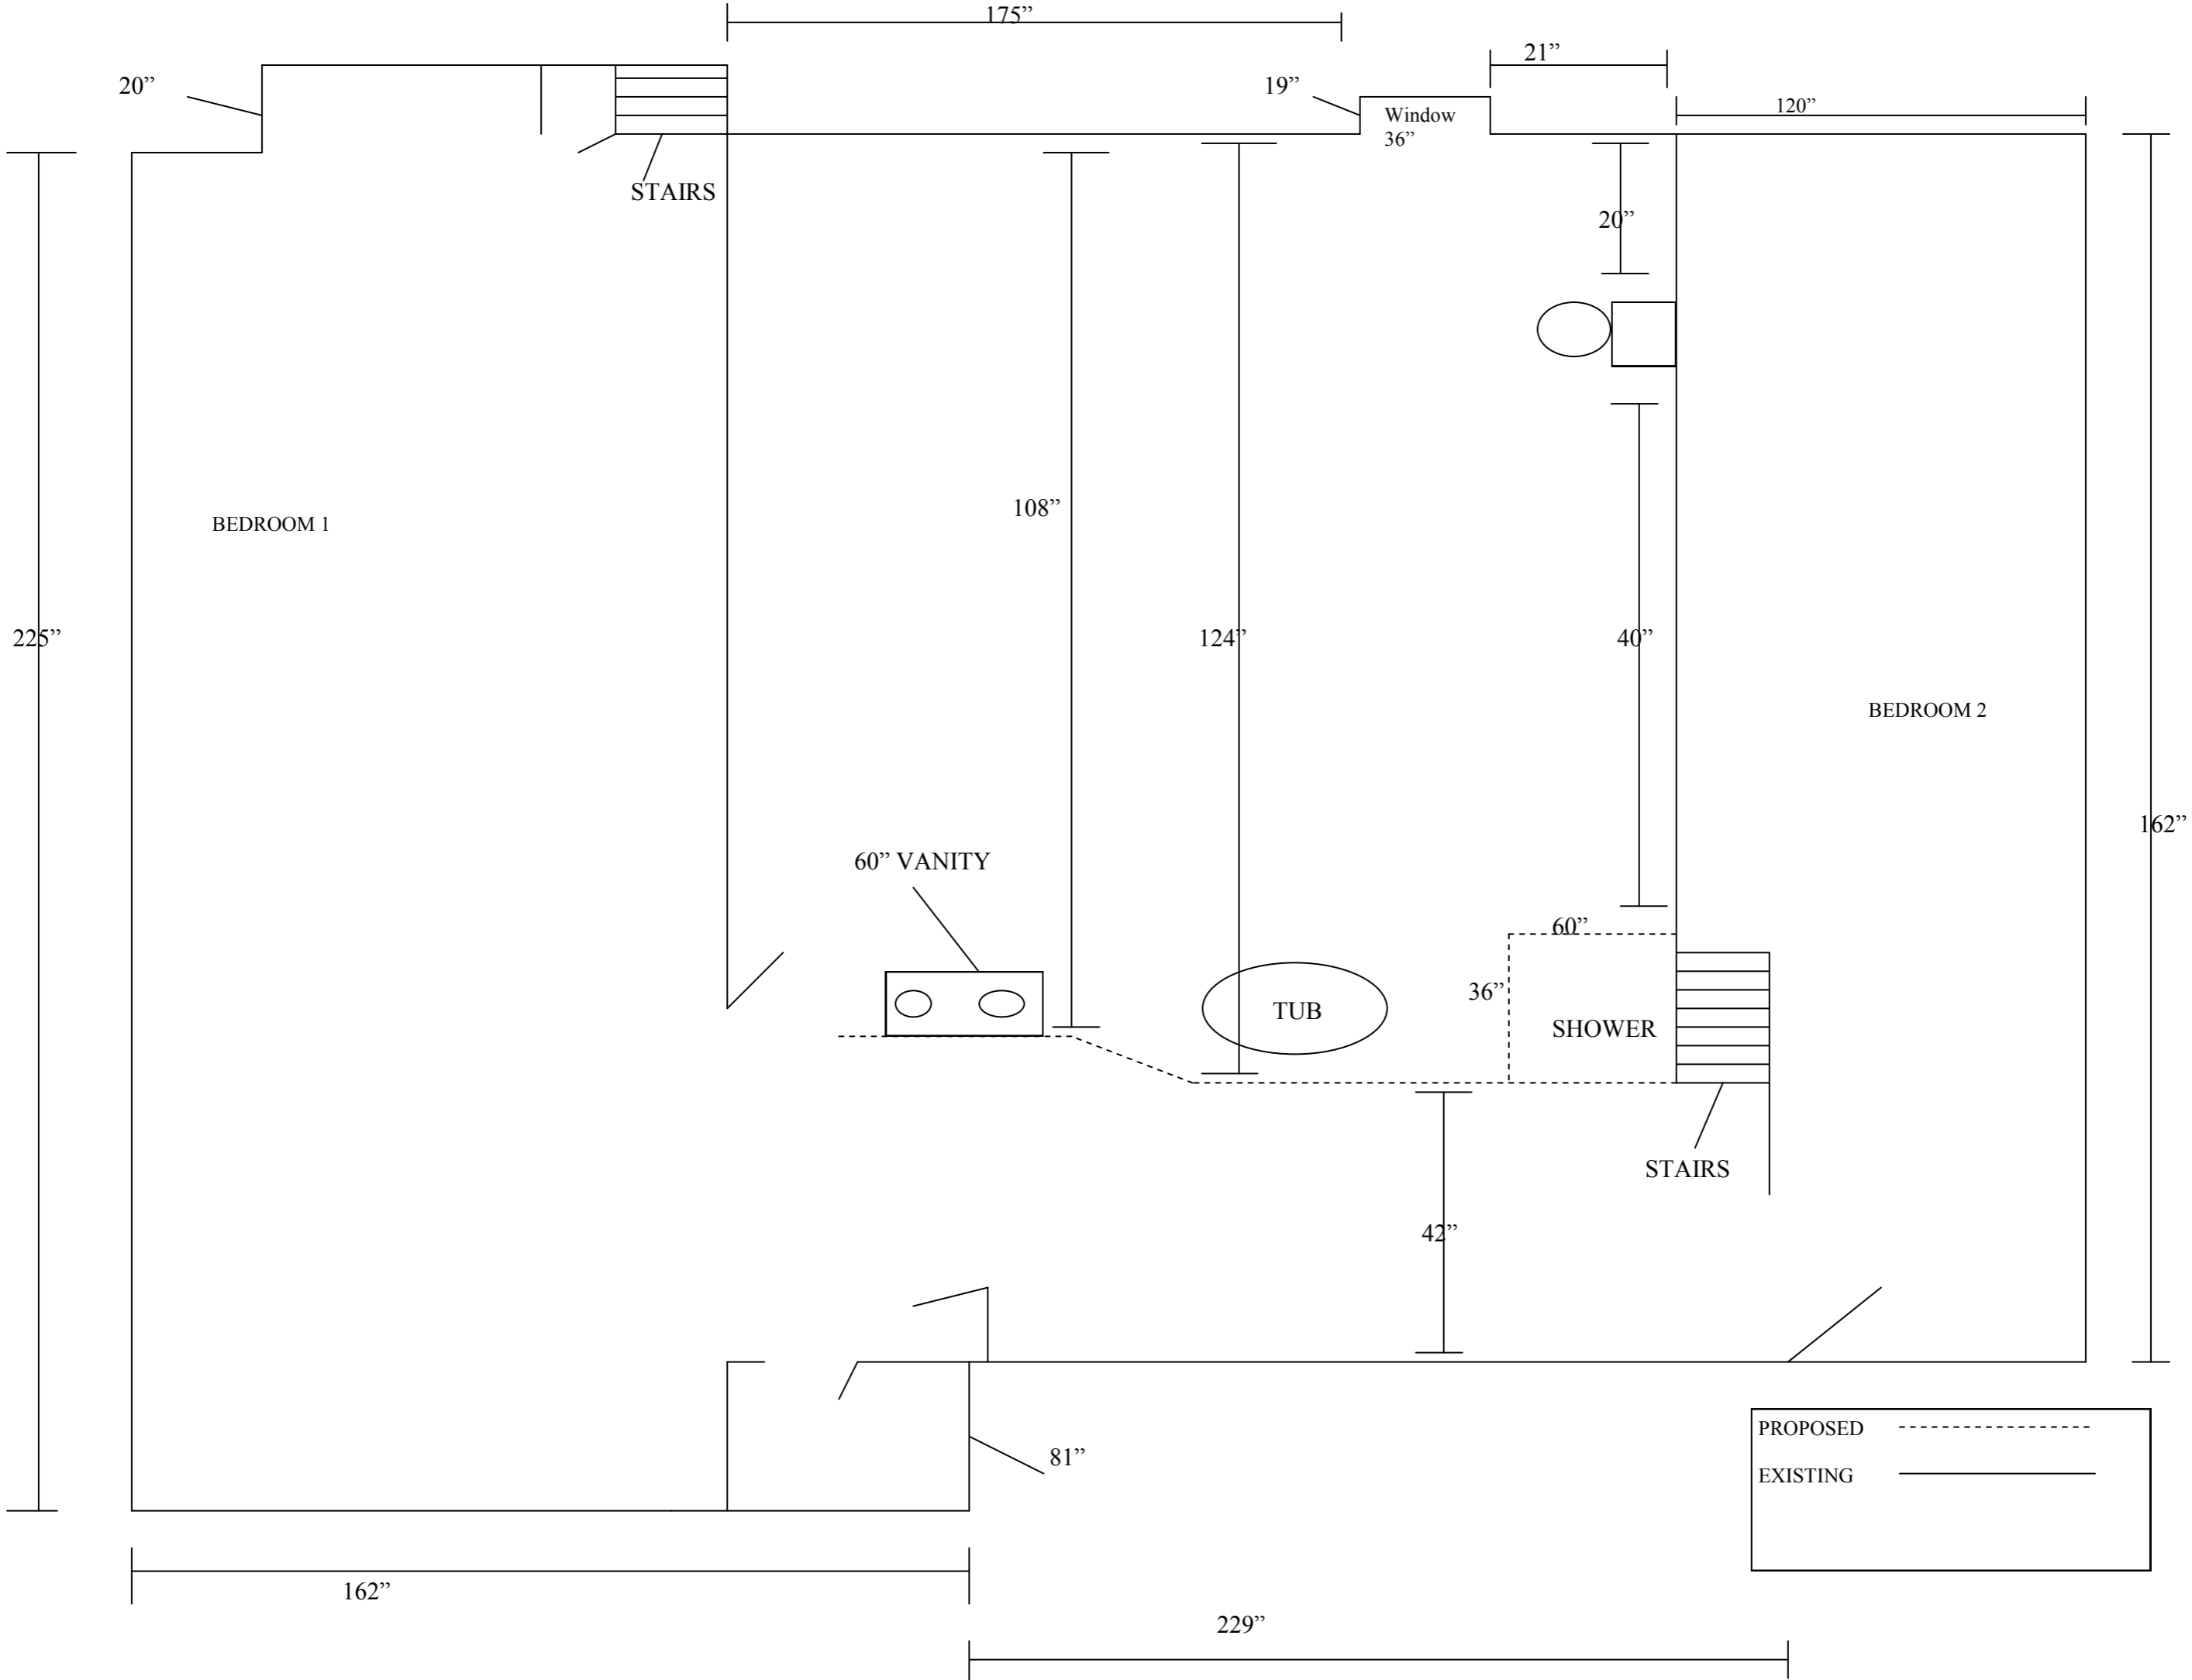 175”
21”
20”
19”
Window
36”
120”
STAIRS
20”
108”
BEDROOM 1
225”
124”
40”
BEDROOM 2
162”
60” VANITY
60”
36”
TUB
SHOWER
STAIRS
42”
PROPOSED
EXISTING
81”
162”
229”